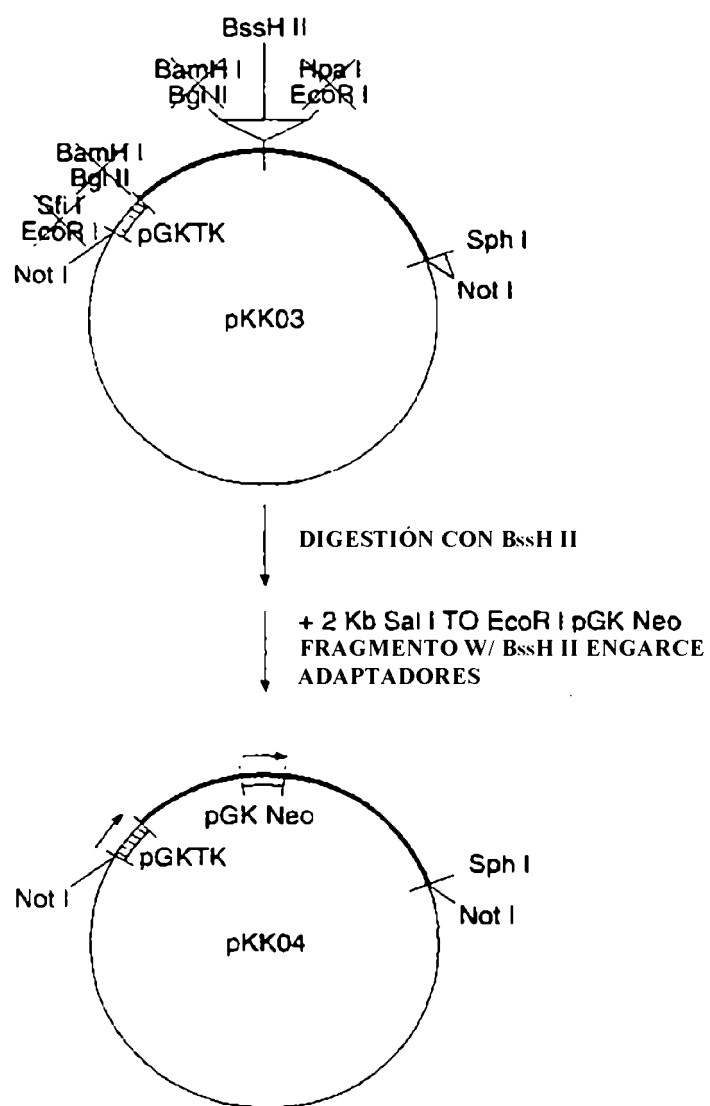 BssH II
BamH I
Bgl II
Hpa I
EcoR I
BamH I
Bgl II
Sfi I
EcoR I
pGKTK
Not I
Sph I
Not I
pKK03
DIGESTIÓN CON BssH II
+ 2 Kb Sal I TO EcoR I pGK Neo
FRAGMENTO W/ BssH II ENGARCE
ADAPTADORES
pGK Neo
pGKTK
Not I
Sph I
Not I
pKK04